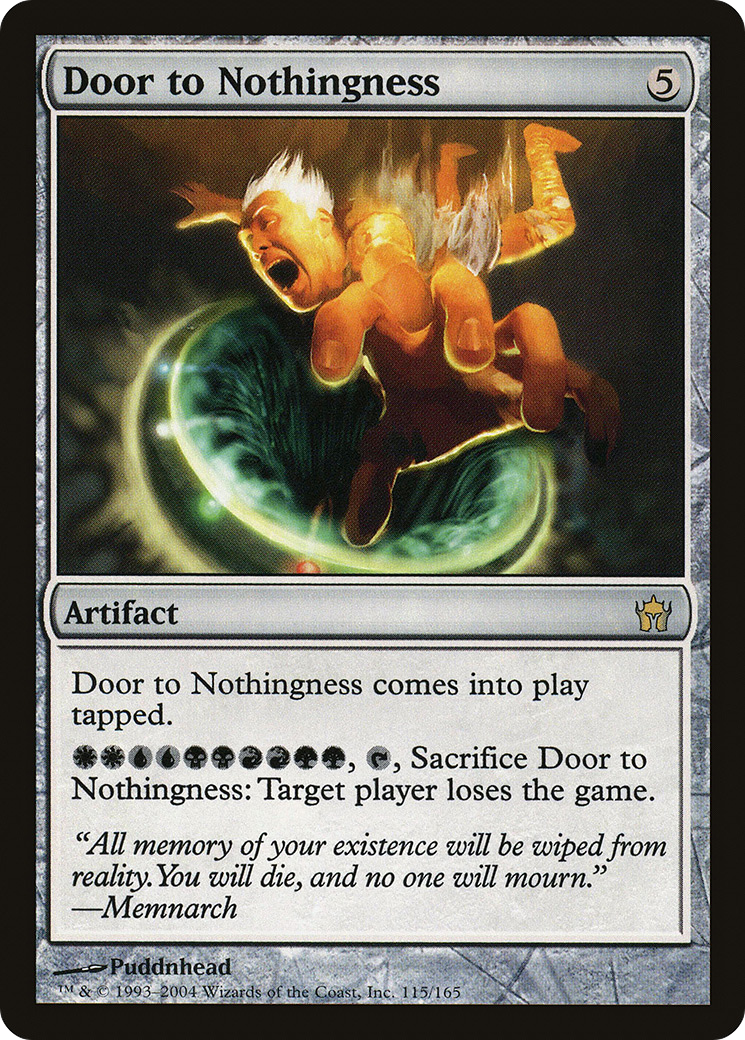 Door to Nothingness 5
Artifact
Door to Nothingness comes into play
tapped.
, , Sacrifice Door to
Nothingness: Target player loses the game.
“All memory of your existence will be wiped from
reality. You will die, and no one will mourn.”
—Memnarch
Puddnhead
™ & © 1993–2004 Wizards of the Coast, Inc. 115/165